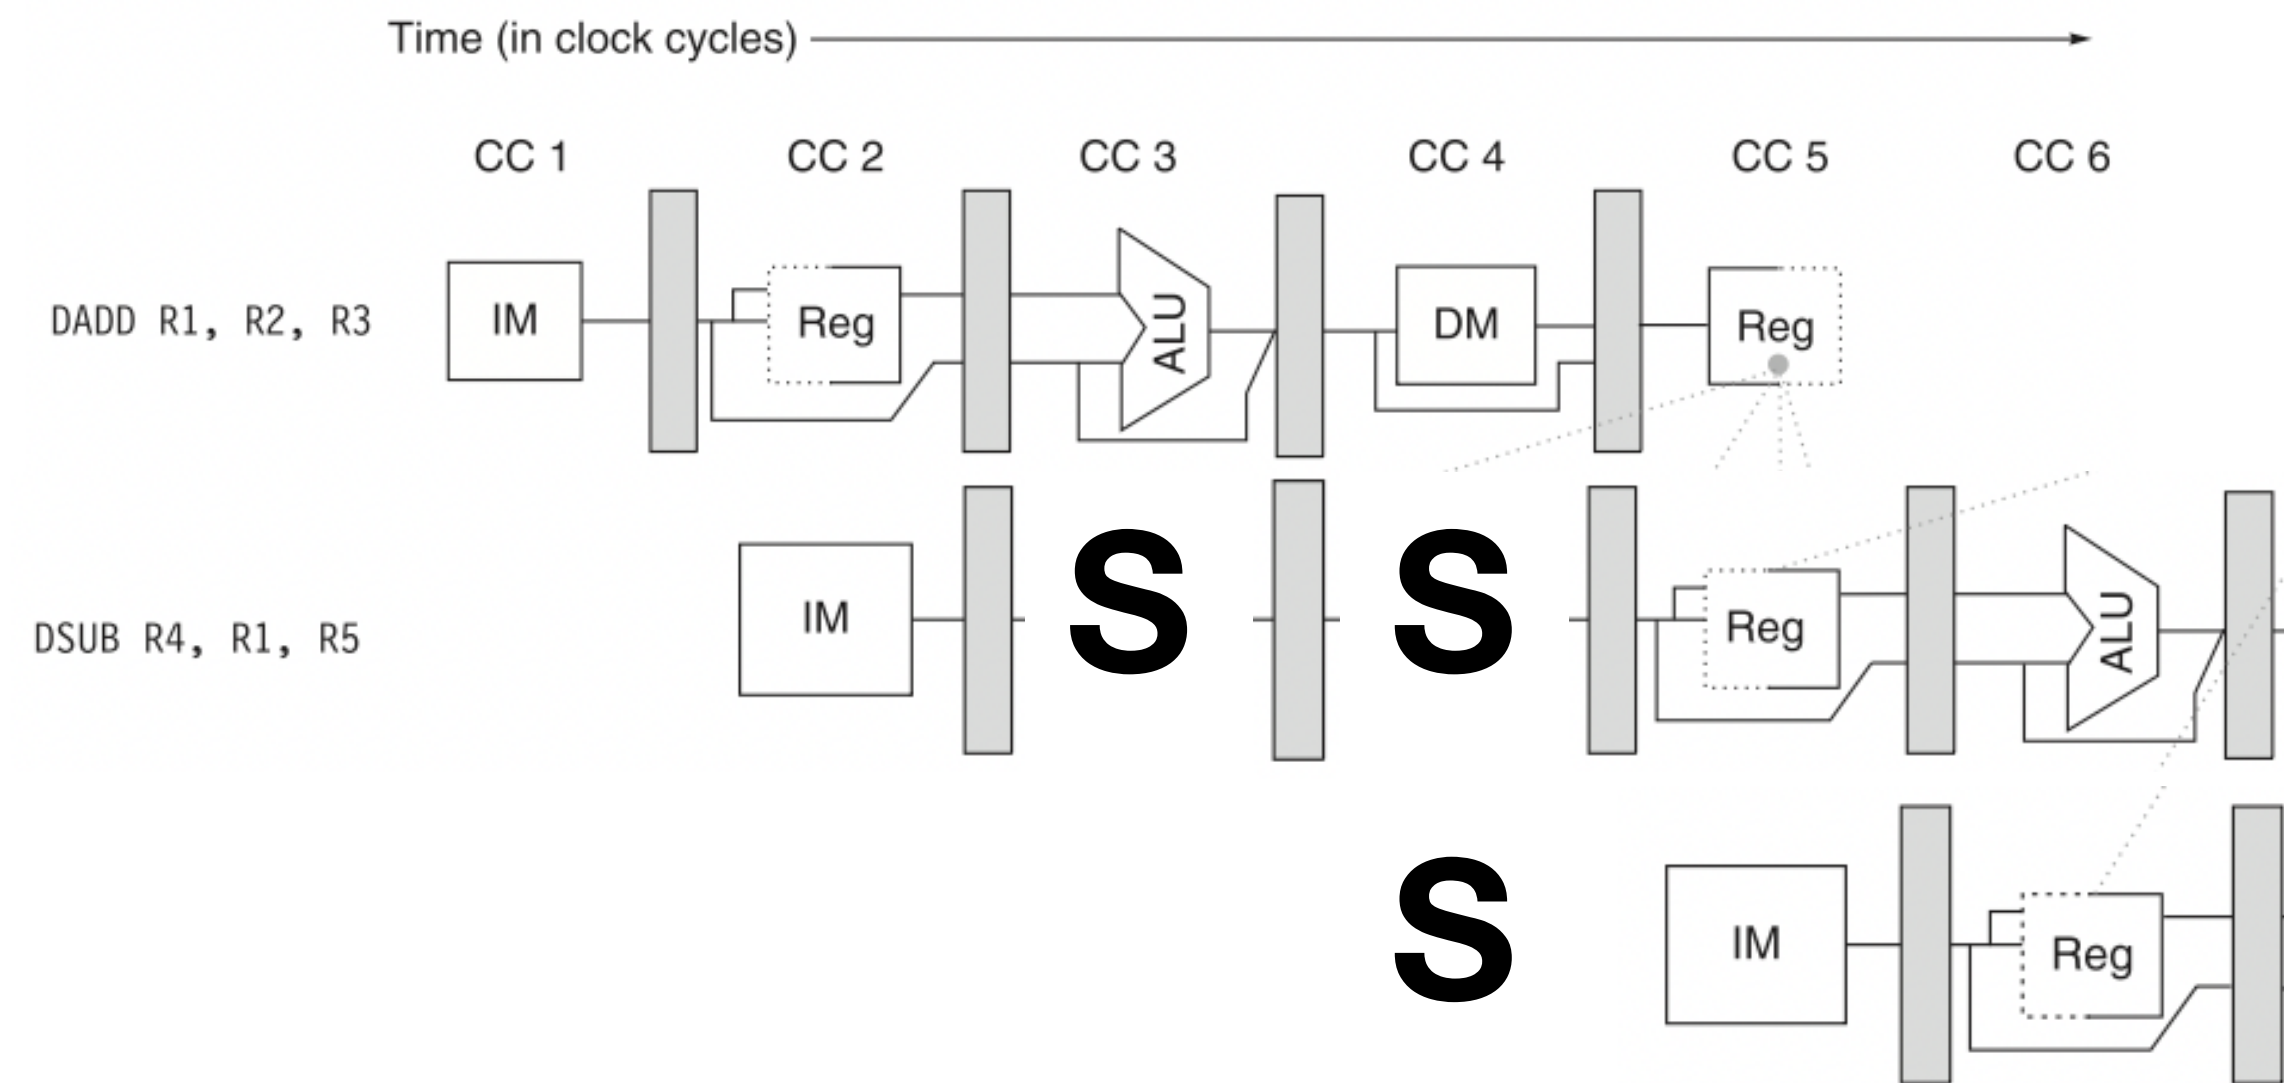 Time (in clock cycles)
CC 1 CC 2 CC 3 CC 4 CC 5 CC 6
DADD R1, R2, R3 IM Reg ALU DM Reg
DSUB R4, R1, R5 IM S S Reg ALU
S IM Reg